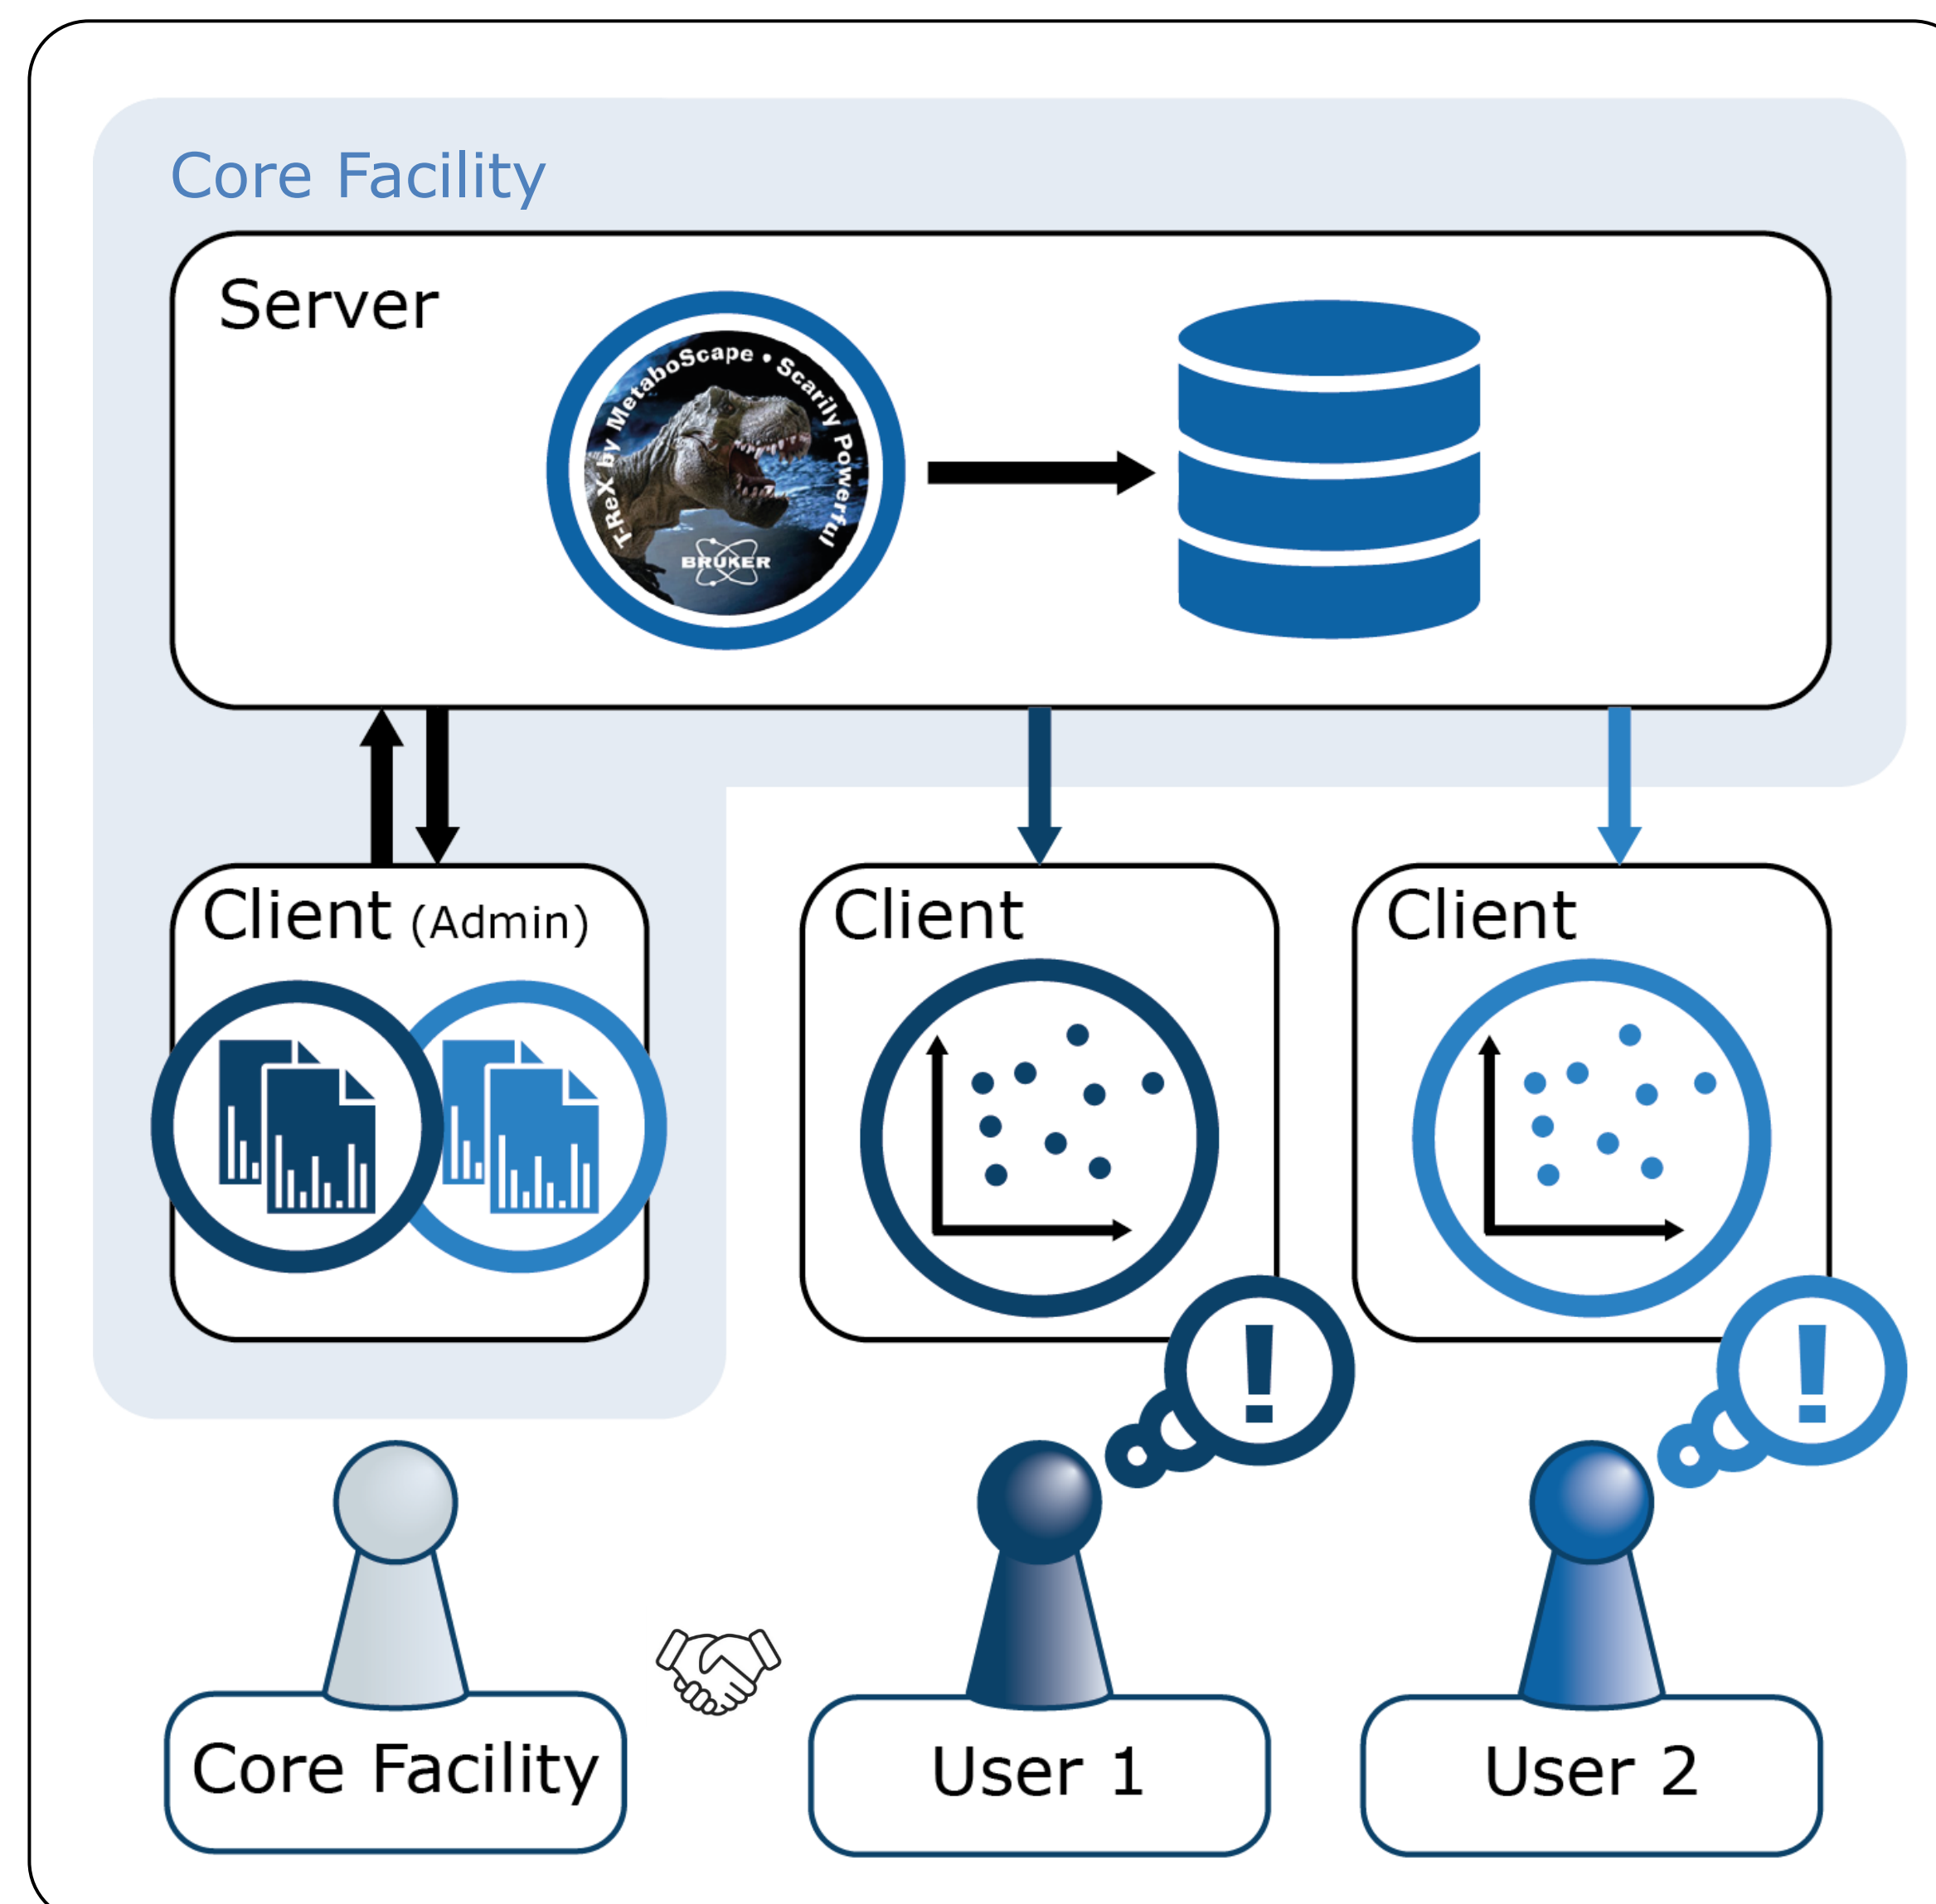 Core Facility
Server
T-ReX by MetaboScape • Scarily Powerful
BRUKER
Client (Admin)
Client
Client
!
!
Core Facility
User 1
User 2